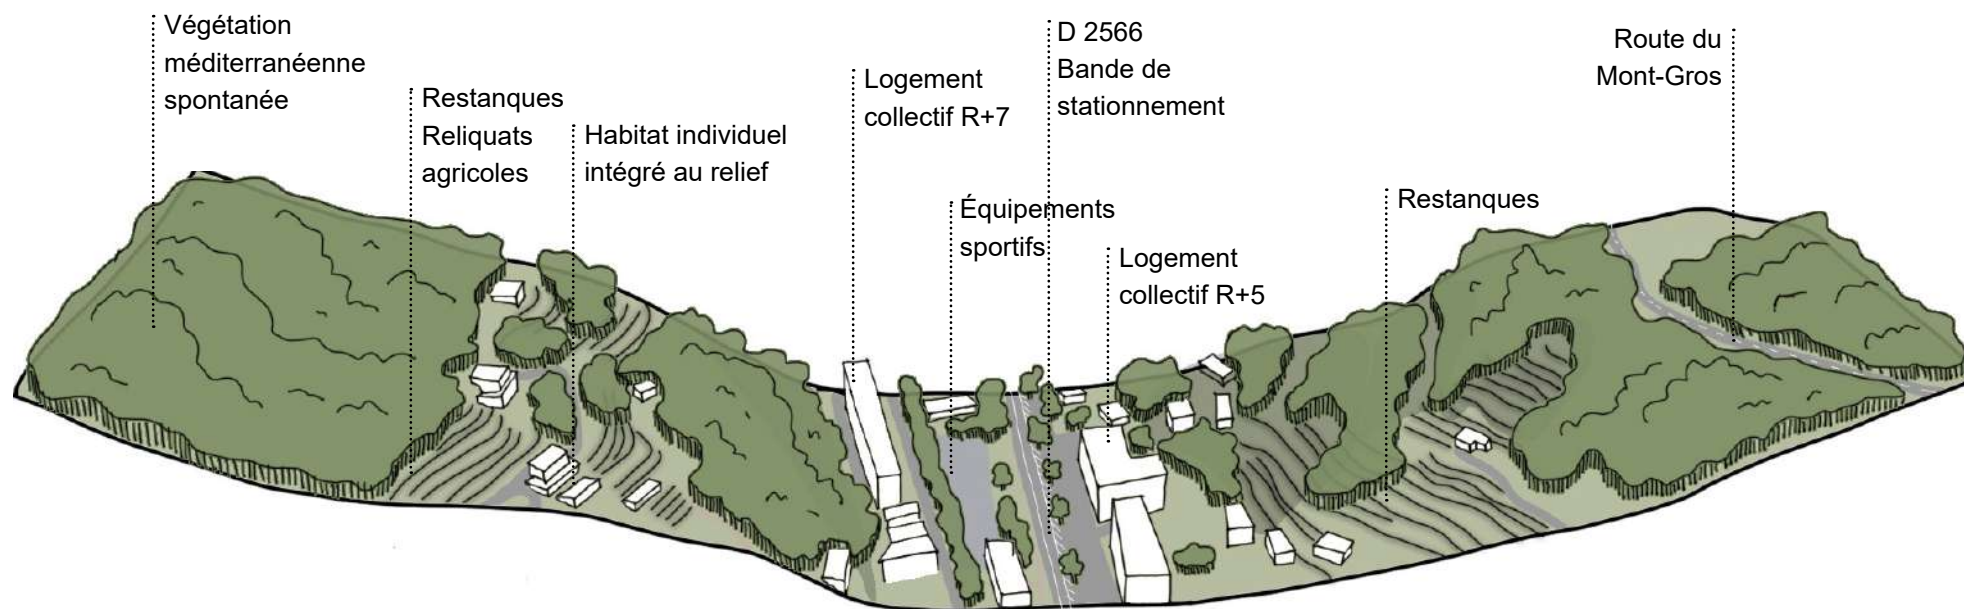 Végétation
méditerranéenne
spontanée
Restanques
Reliquats
agricoles
Habitat individuel
intégré au relief
Logement
collectif R+7
Équipements
sportifs
D 2566
Bande de
stationnement
Logement
collectif R+5
Restanques
Route du
Mont-Gros